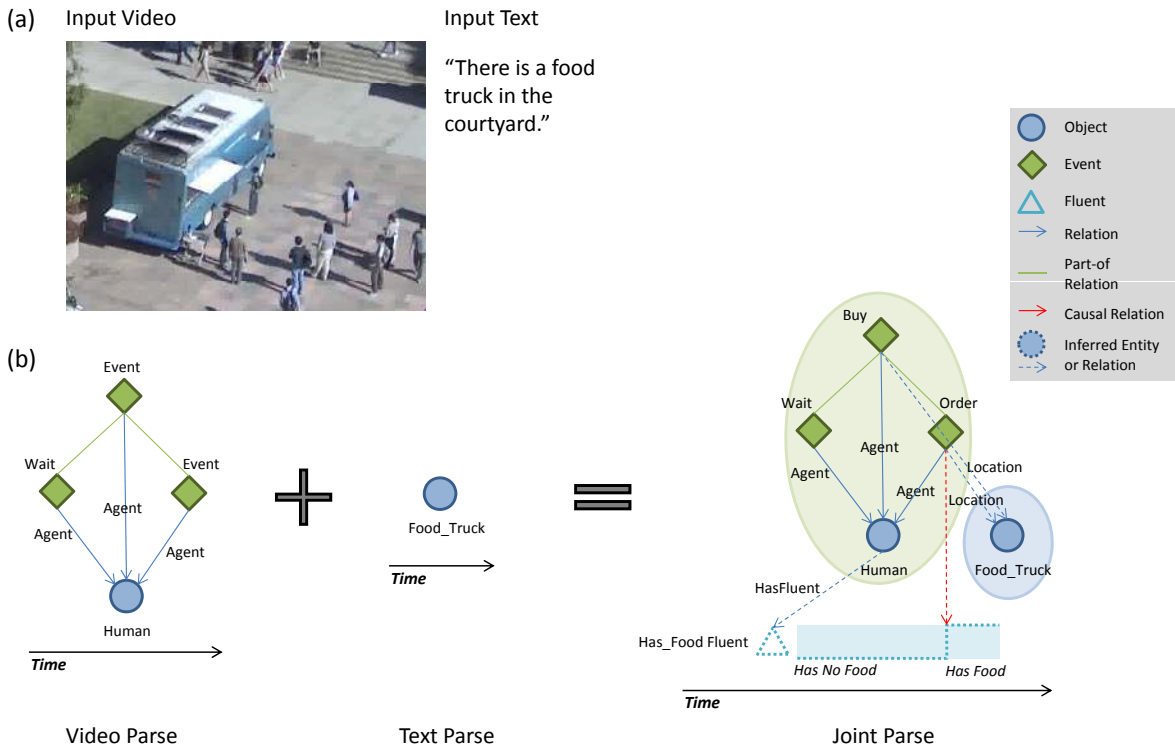 (a)
Input Video
Input Text
“There is a food
truck in the
courtyard.”
Object
Event
Fluent
Relation
Part-of
Relation
Causal Relation
Inferred Entity
or Relation
(b)
Event
Wait
Event
Agent
Agent
Agent
Human
Time
Video Parse
Food_Truck
Time
Text Parse
Buy
Wait
Order
Agent
Agent
Agent
Location
Location
Human
Food_Truck
HasFluent
Has_Food Fluent
Has No Food
Has Food
Time
Joint Parse